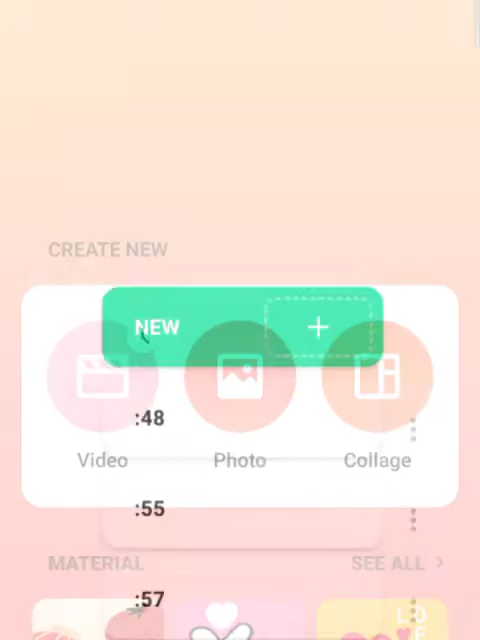 CREATE NEW
NEW +
:48
Video Photo Collage
:55
MATERIAL SEE ALL >
:57